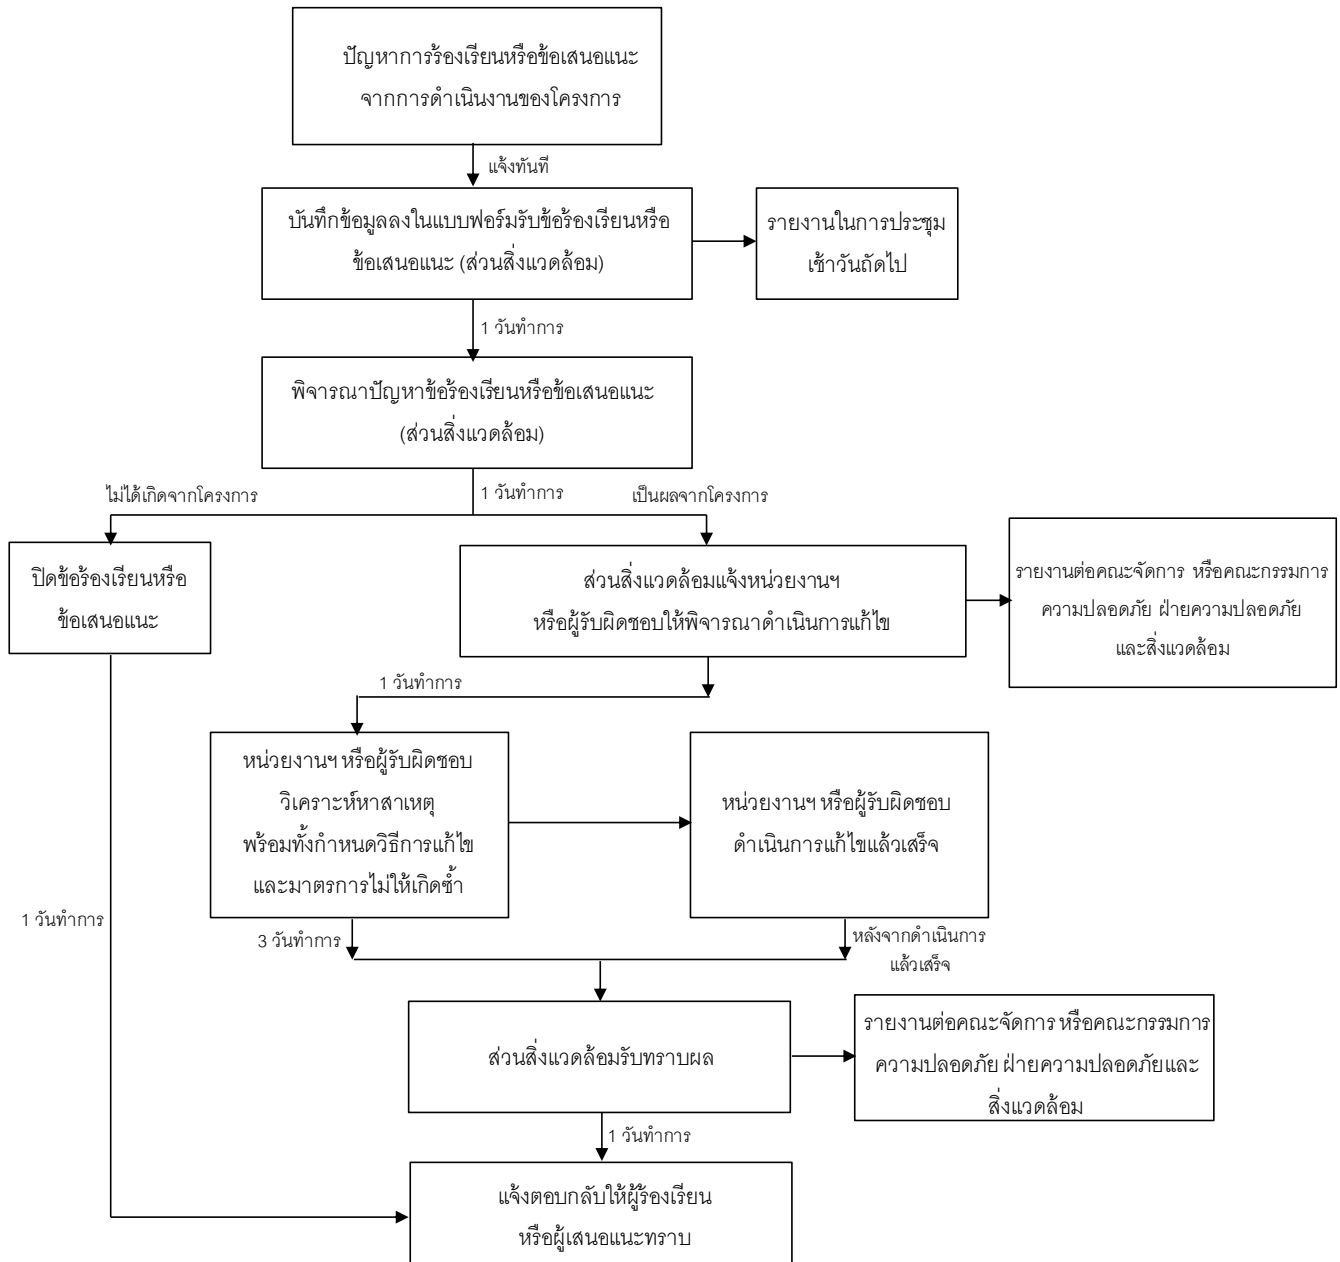 ปัญหาการร้องเรียนหรือข้อเสนอแนะ
จากการดำเนินงานของโครงการ
แจ้งทันที
บันทึกข้อมูลลงในแบบฟอร์มรับข้อร้องเรียนหรือ
ข้อเสนอแนะ (ส่วนสิ่งแวดล้อม)
รายงานในการประชุม
เช้าวันถัดไป
1 วันทำการ
พิจารณาปัญหาข้อร้องเรียนหรือข้อเสนอแนะ
(ส่วนสิ่งแวดล้อม)
ไม่ได้เกิดจากโครงการ
1 วันทำการ
เป็นผลจากโครงการ
ปิดข้อร้องเรียนหรือ
ข้อเสนอแนะ
ส่วนสิ่งแวดล้อมแจ้งหน่วยงานฯ
หรือผู้รับผิดชอบให้พิจารณาดำเนินการแก้ไข
รายงานต่อคณะจัดการ หรือคณะกรรมการ
ความปลอดภัย ฝ่ายความปลอดภัย
และสิ่งแวดล้อม
1 วันทำการ
หน่วยงานฯ หรือผู้รับผิดชอบ
วิเคราะห์หาสาเหตุ
พร้อมทั้งกำหนดวิธีการแก้ไข
และมาตรการไม่ให้เกิดซ้ำ
หน่วยงานฯ หรือผู้รับผิดชอบ
ดำเนินการแก้ไขแล้วเสร็จ
1 วันทำการ
3 วันทำการ
หลังจากดำเนินการ
แล้วเสร็จ
ส่วนสิ่งแวดล้อมรับทราบผล
รายงานต่อคณะจัดการ หรือคณะกรรมการ
ความปลอดภัย ฝ่ายความปลอดภัยและ
สิ่งแวดล้อม
1 วันทำการ
แจ้งตอบกลับให้ผู้ร้องเรียน
หรือผู้เสนอแนะทราบ